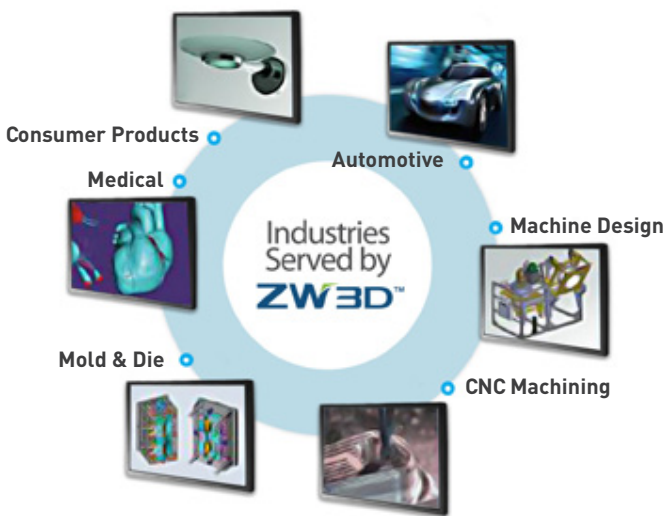 Consumer Products
Automotive
Medical
Machine Design
Industries
Served by
ZW3D™
Mold & Die
CNC Machining